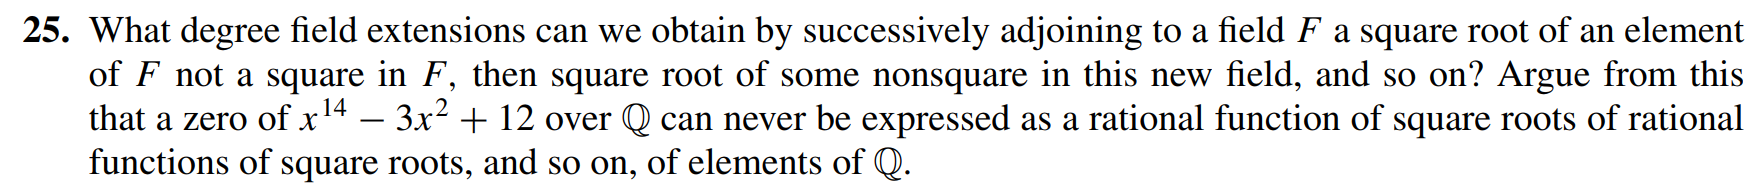 25. What degree field extensions can we obtain by successively adjoining to a field F a square root of an element
of F not a square in F, then square root of some nonsquare in this new field, and so on? Argue from this
that a zero of x¹⁴ − 3x² + 12 over ℚ can never be expressed as a rational function of square roots of rational
functions of square roots, and so on, of elements of ℚ.